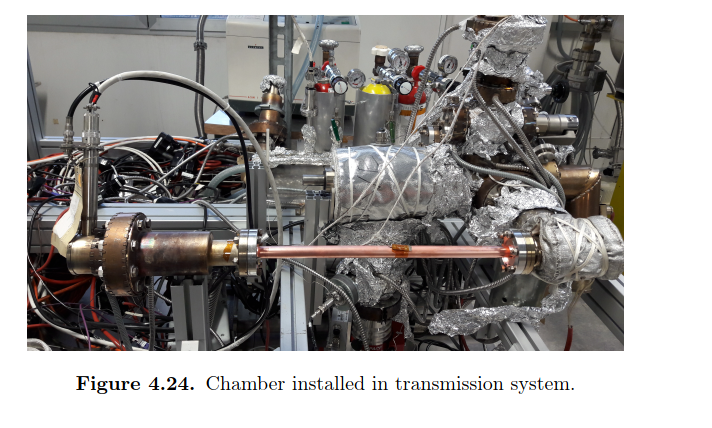 Figure 4.24. Chamber installed in transmission system.